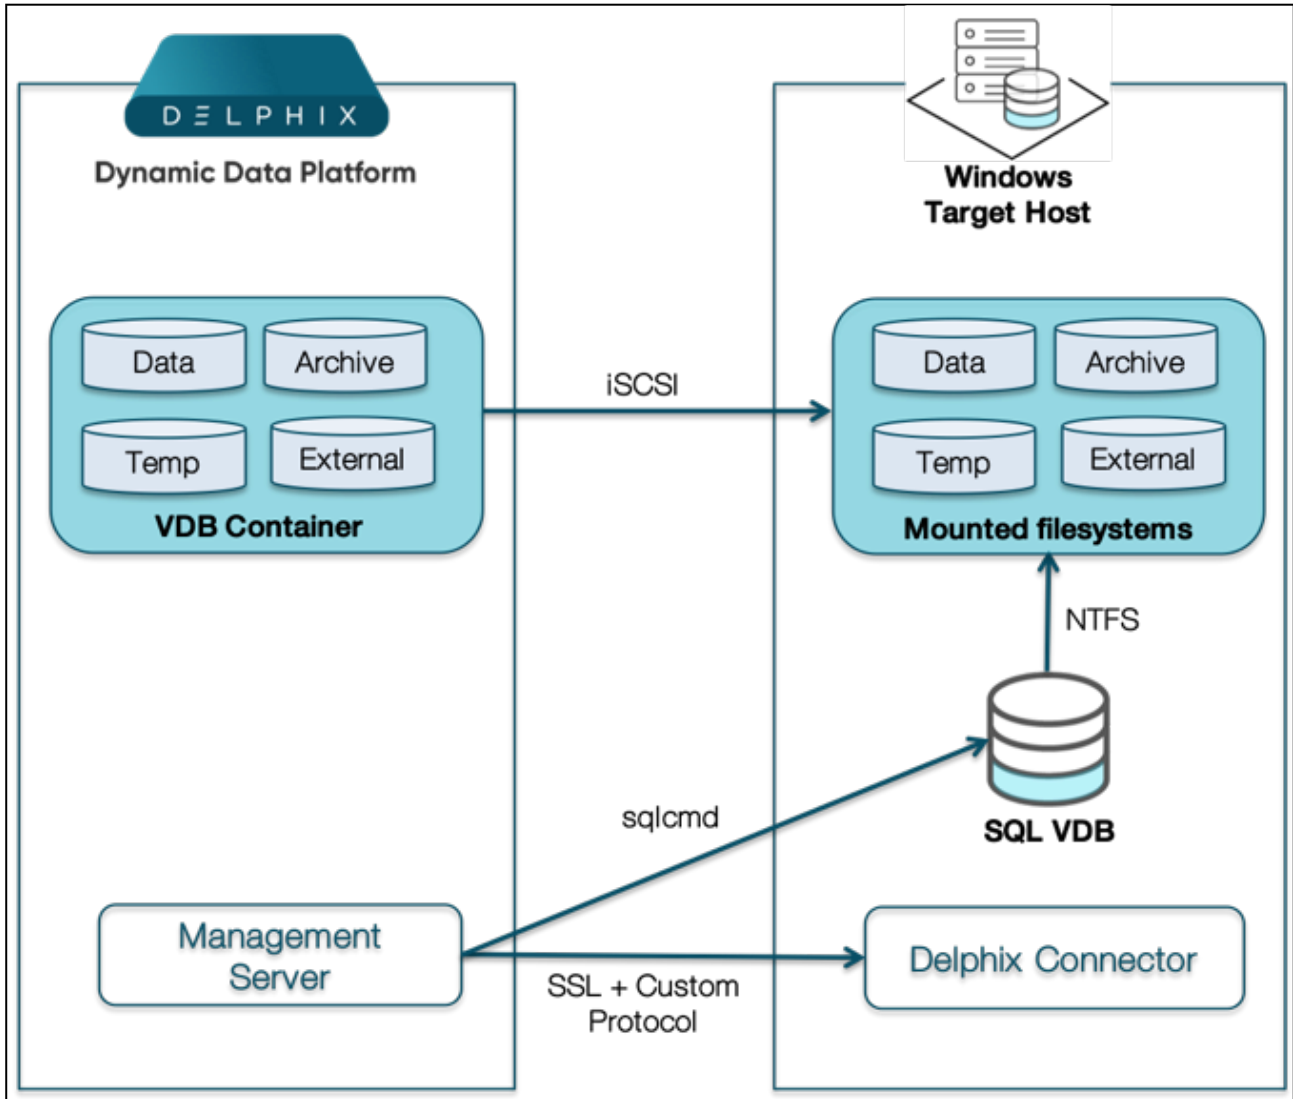 DELPHIX
Dynamic Data Platform
Windows
Target Host
Data
Archive
Temp
External
VDB Container
iSCSI
Data
Archive
Temp
External
Mounted filesystems
NTFS
sqlcmd
SQL VDB
Management
Server
SSL + Custom
Protocol
Delphix Connector